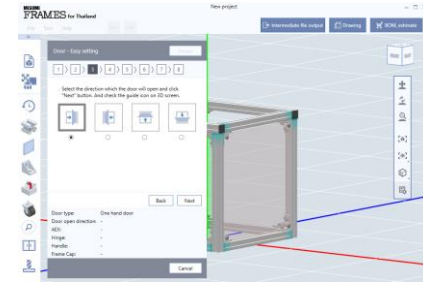 MISUMI
FRAMES for Thailand
New project
File Tool Help
Intermediate file output
Drawing
BOM, estimate
Door - Easy setting
1 > 2 > 3 > 4 > 5 > 6 > 7 > 8
Select the direction which the door will open and click
"Next" button. And check the guide icon on 3D screen.
Back Next
Door type: One hand door
Door open direction: -
AES: -
Hinge: -
Handle: -
Frame Cap: -
Cancel